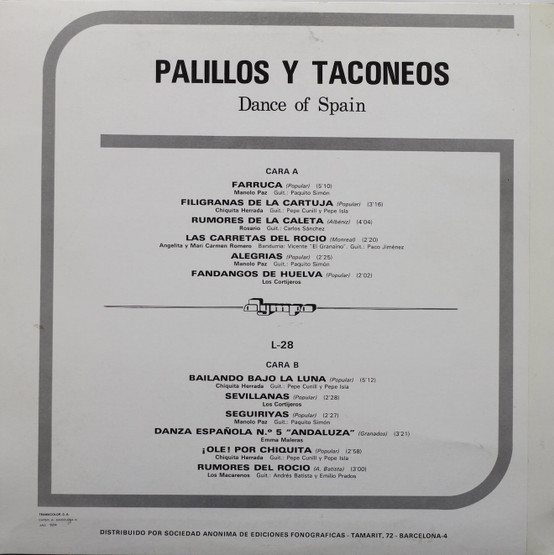 PALILLOS Y TACONEOS
Dance of Spain
CARA A
FARRUCA (Popular) (5'10)
Manolo Paz Guit.: Paquito Simón
FILIGRANAS DE LA CARTUJA (Popular) (3'16)
Chiquita Herrada Guit.: Pepe Cunill y Pepe Isla
RUMORES DE LA CALETA (Albéniz) (4'04)
Rosario Guit.: Carlos Sánchez
LAS CARRETAS DEL ROCIO (Monreal) (2'20)
Angelita y Mari Carmen Romero Bandurria: Vicente "El Granaíno", Guit.: Paco Jiménez
ALEGRIAS (Popular) (2'25)
Manolo Paz Guit.: Paquito Simón
FANDANGOS DE HUELVA (Popular) (2'02)
Los Cortijeros
olympo
L-28
CARA B
BAILANDO BAJO LA LUNA (Popular) (5'12)
Chiquita Herrada Guit.: Pepe Cunill y Pepe Isla
SEVILLANAS (Popular) (2'28)
Los Cortijeros
SEGUIRIYAS (Popular) (2'27)
Manolo Paz Guit.: Paquito Simón
DANZA ESPAÑOLA N.º 5 "ANDALUZA" (Granados) (3'21)
Emma Maleras
¡OLE! POR CHIQUITA (Popular) (2'58)
Chiquita Herrada Guit.: Pepe Cunill y Pepe Isla
RUMORES DEL ROCIO (A. Batista) (3'00)
Los Macarenos Guit.: Andrés Batista y Emilio Prados
DISTRIBUIDO POR SOCIEDAD ANONIMA DE EDICIONES FONOGRAFICAS - TAMARIT, 72 - BARCELONA-4